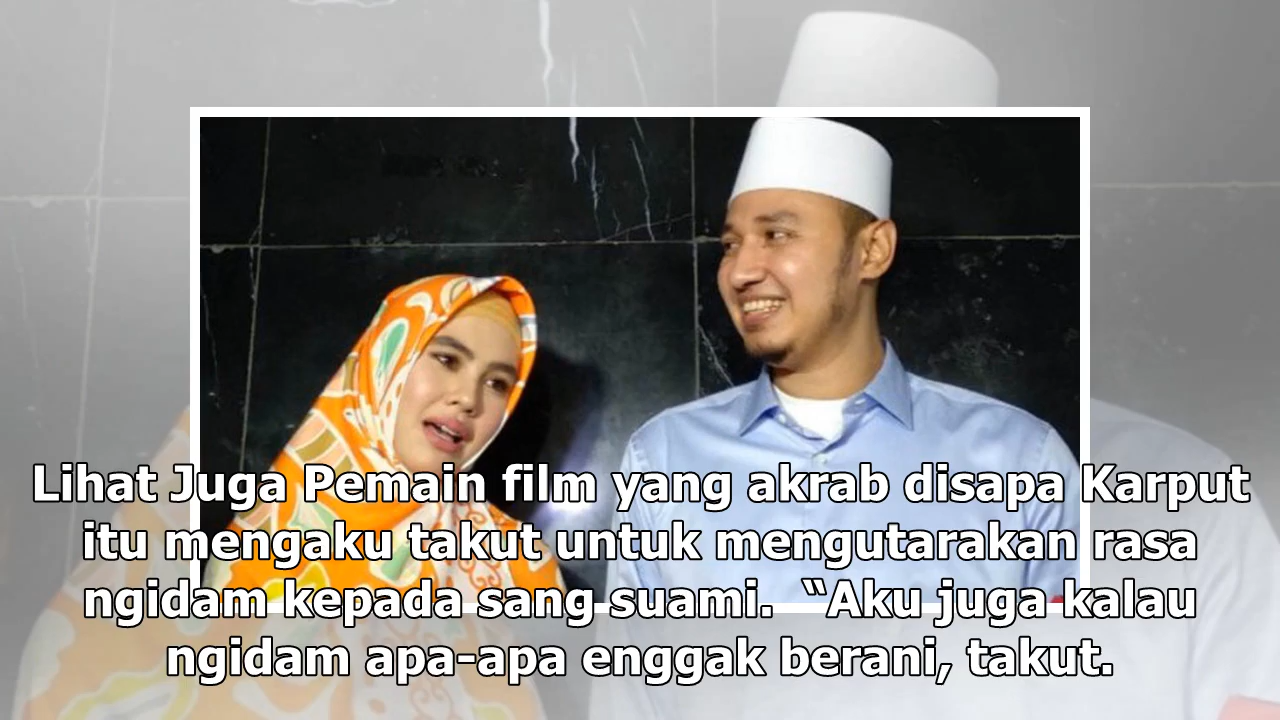 Lihat Juga Pemain film yang akrab disapa Karput
itu mengaku takut untuk mengutarakan rasa
ngidam kepada sang suami.  “Aku juga kalau
ngidam apa-apa enggak berani, takut.